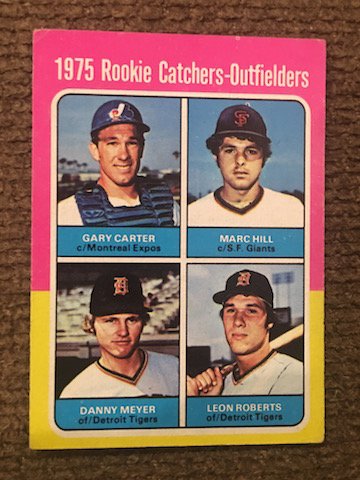 1975 Rookie Catchers-Outfielders
GARY CARTER
c/Montreal Expos
MARC HILL
c/S.F. Giants
DANNY MEYER
of/Detroit Tigers
LEON ROBERTS
of/Detroit Tigers